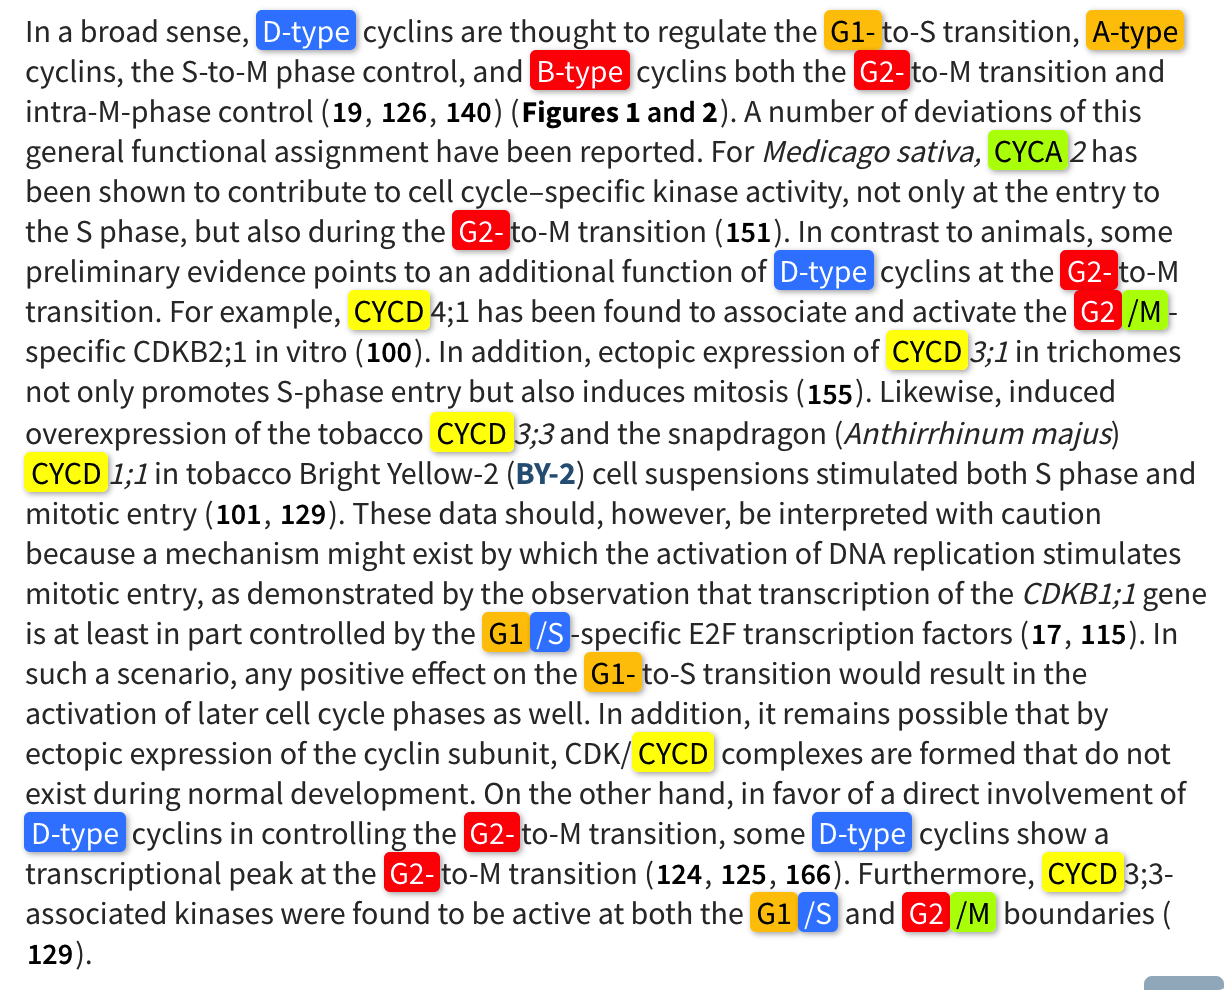 In a broad sense, D-type cyclins are thought to regulate the G1-to-S transition, A-type
cyclins, the S-to-M phase control, and B-type cyclins both the G2-to-M transition and
intra-M-phase control (19, 126, 140) (Figures 1 and 2). A number of deviations of this
general functional assignment have been reported. For Medicago sativa, CYCA2 has
been shown to contribute to cell cycle–specific kinase activity, not only at the entry to
the S phase, but also during the G2-to-M transition (151). In contrast to animals, some
preliminary evidence points to an additional function of D-type cyclins at the G2-to-M
transition. For example, CYCD4;1 has been found to associate and activate the G2/M-
specific CDKB2;1 in vitro (100). In addition, ectopic expression of CYCD3;1 in trichomes
not only promotes S-phase entry but also induces mitosis (155). Likewise, induced
overexpression of the tobacco CYCD3;3 and the snapdragon (Anthirrhinum majus)
CYCD1;1 in tobacco Bright Yellow-2 (BY-2) cell suspensions stimulated both S phase and
mitotic entry (101, 129). These data should, however, be interpreted with caution
because a mechanism might exist by which the activation of DNA replication stimulates
mitotic entry, as demonstrated by the observation that transcription of the CDKB1;1 gene
is at least in part controlled by the G1/S-specific E2F transcription factors (17, 115). In
such a scenario, any positive effect on the G1-to-S transition would result in the
activation of later cell cycle phases as well. In addition, it remains possible that by
ectopic expression of the cyclin subunit, CDK/CYCD complexes are formed that do not
exist during normal development. On the other hand, in favor of a direct involvement of
D-type cyclins in controlling the G2-to-M transition, some D-type cyclins show a
transcriptional peak at the G2-to-M transition (124, 125, 166). Furthermore, CYCD3;3-
associated kinases were found to be active at both the G1/S and G2/M boundaries (
129).